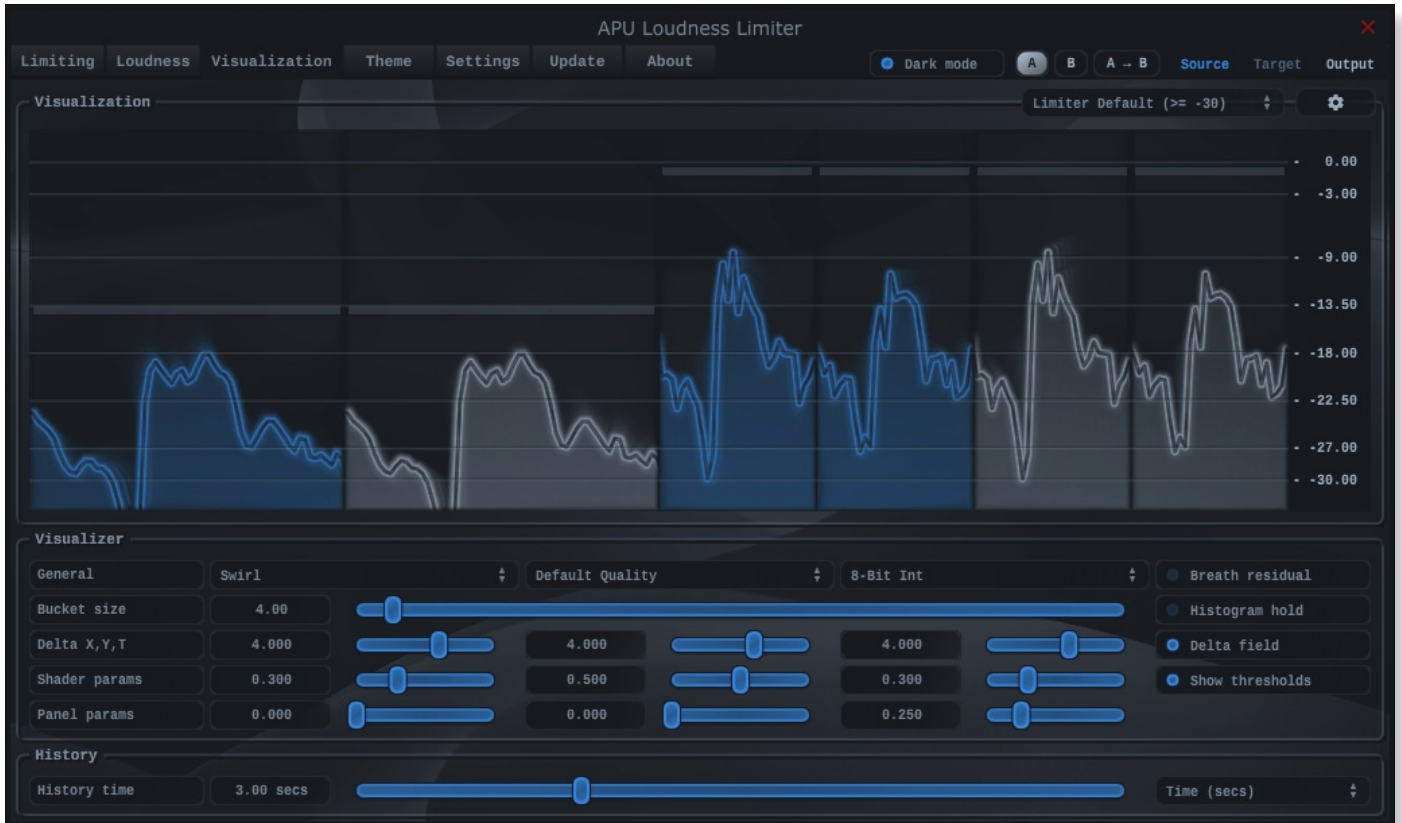 APU Loudness Limiter
Limiting Loudness Visualization Theme Settings Update About Dark mode A B A → B Source Target Output
Visualization Limiter Default (>= -30)
- 0.00
- -3.00
- -9.00
- -13.50
- -18.00
- -22.50
- -27.00
- -30.00
Visualizer
General Swirl Default Quality 8-Bit Int Breath residual
Bucket size 4.00 Histogram hold
Delta X,Y,T 4.000 4.000 4.000 Delta field
Shader params 0.300 0.500 0.300 Show thresholds
Panel params 0.000 0.000 0.250
History
History time 3.00 secs Time (secs)